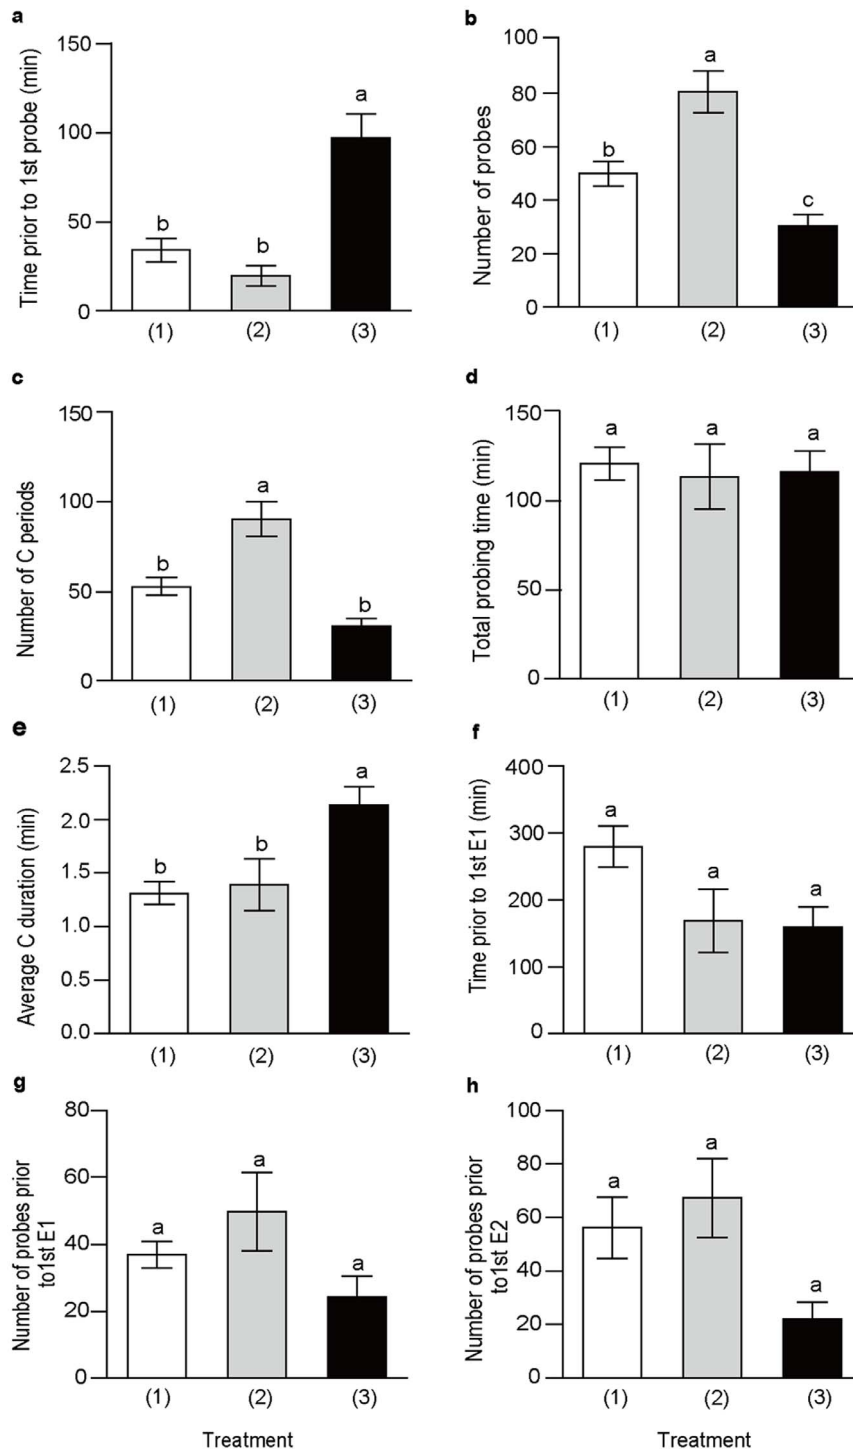 a
Time prior to 1st probe (min)
150
100
50
0
b
b
a
(1) (2) (3)
b
Number of probes
100
80
60
40
20
0
b
a
c
(1) (2) (3)
c
Number of C periods
150
100
50
0
b
a
b
(1) (2) (3)
d
Total probing time (min)
150
100
50
0
a
a
a
(1) (2) (3)
e
Average C duration (min)
2.5
2.0
1.5
1.0
0.5
0.0
b
b
a
(1) (2) (3)
f
Time prior to 1st E1 (min)
400
300
200
100
0
a
a
a
(1) (2) (3)
g
Number of probes prior
to1st E1
80
60
40
20
0
a
a
a
(1) (2) (3)
Treatment
h
Number of probes prior
to1st E2
100
80
60
40
20
0
a
a
a
(1) (2) (3)
Treatment